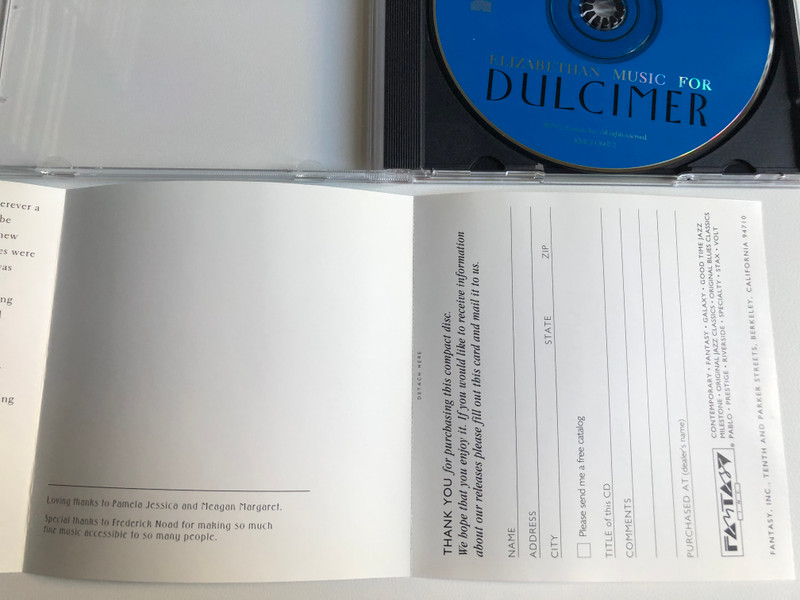 ELIZABETHAN MUSIC FOR
DULCIMER
erever a
be
new
es were
was
ng
ng
Loving thanks to Pamela Jessica and Meagan Margaret.
Special thanks to Frederick Noad for making so much
fine music accessible to so many people.
DETACH HERE
THANK YOU for purchasing this compact disc.
We hope that you enjoy it. If you would like to receive information
about our releases please fill out this card and mail it to us.
NAME
ADDRESS
CITY STATE ZIP
Please send me a free catalog
TITLE of this CD
COMMENTS
PURCHASED AT (dealer's name)
FANTASY
CONTEMPORARY • FANTASY • GALAXY • GOOD TIME JAZZ
MILESTONE • ORIGINAL JAZZ CLASSICS • ORIGINAL BLUES CLASSICS
PABLO • PRESTIGE • RIVERSIDE • SPECIALTY • STAX • VOLT
FANTASY, INC., TENTH AND PARKER STREETS, BERKELEY, CALIFORNIA 94710